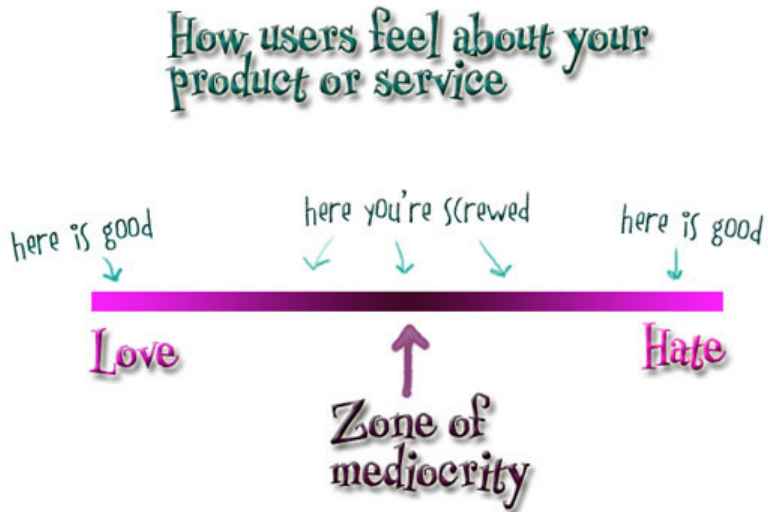 How users feel about your
product or service
here is good
here you're screwed
here is good
Love
Hate
Zone of
mediocrity